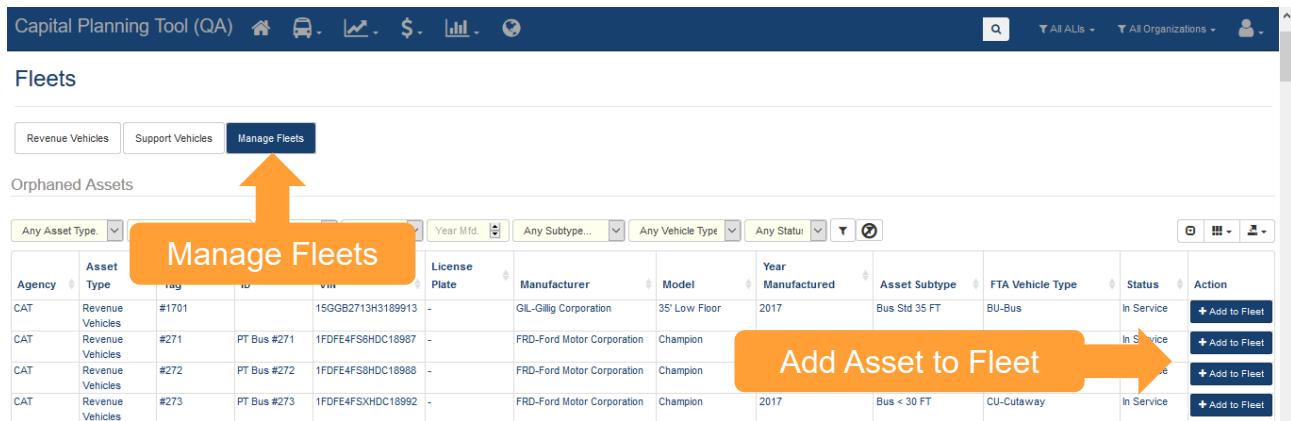 Capital Planning Tool (QA) $ All ALIs All Organizations
Fleets
Revenue Vehicles Support Vehicles Manage Fleets
Orphaned Assets
Any Asset Type. Year Mfd. Any Subtype... Any Vehicle Type Any Statu
Manage Fleets
Agency Asset Type Tag ID VIN License Plate Manufacturer Model Year Manufactured Asset Subtype FTA Vehicle Type Status Action
CAT Revenue Vehicles #1701 15GGB2713H3189913 - GIL-Gillig Corporation 35' Low Floor 2017 Bus Std 35 FT BU-Bus In Service + Add to Fleet
CAT Revenue Vehicles #271 PT Bus #271 1FDFE4FS6HDC18987 - FRD-Ford Motor Corporation Champion In Service + Add to Fleet
Add Asset to Fleet
CAT Revenue Vehicles #272 PT Bus #272 1FDFE4FS8HDC18988 - FRD-Ford Motor Corporation Champion + Add to Fleet
CAT Revenue Vehicles #273 PT Bus #273 1FDFE4FSXHDC18992 - FRD-Ford Motor Corporation Champion 2017 Bus < 30 FT CU-Cutaway In Service + Add to Fleet